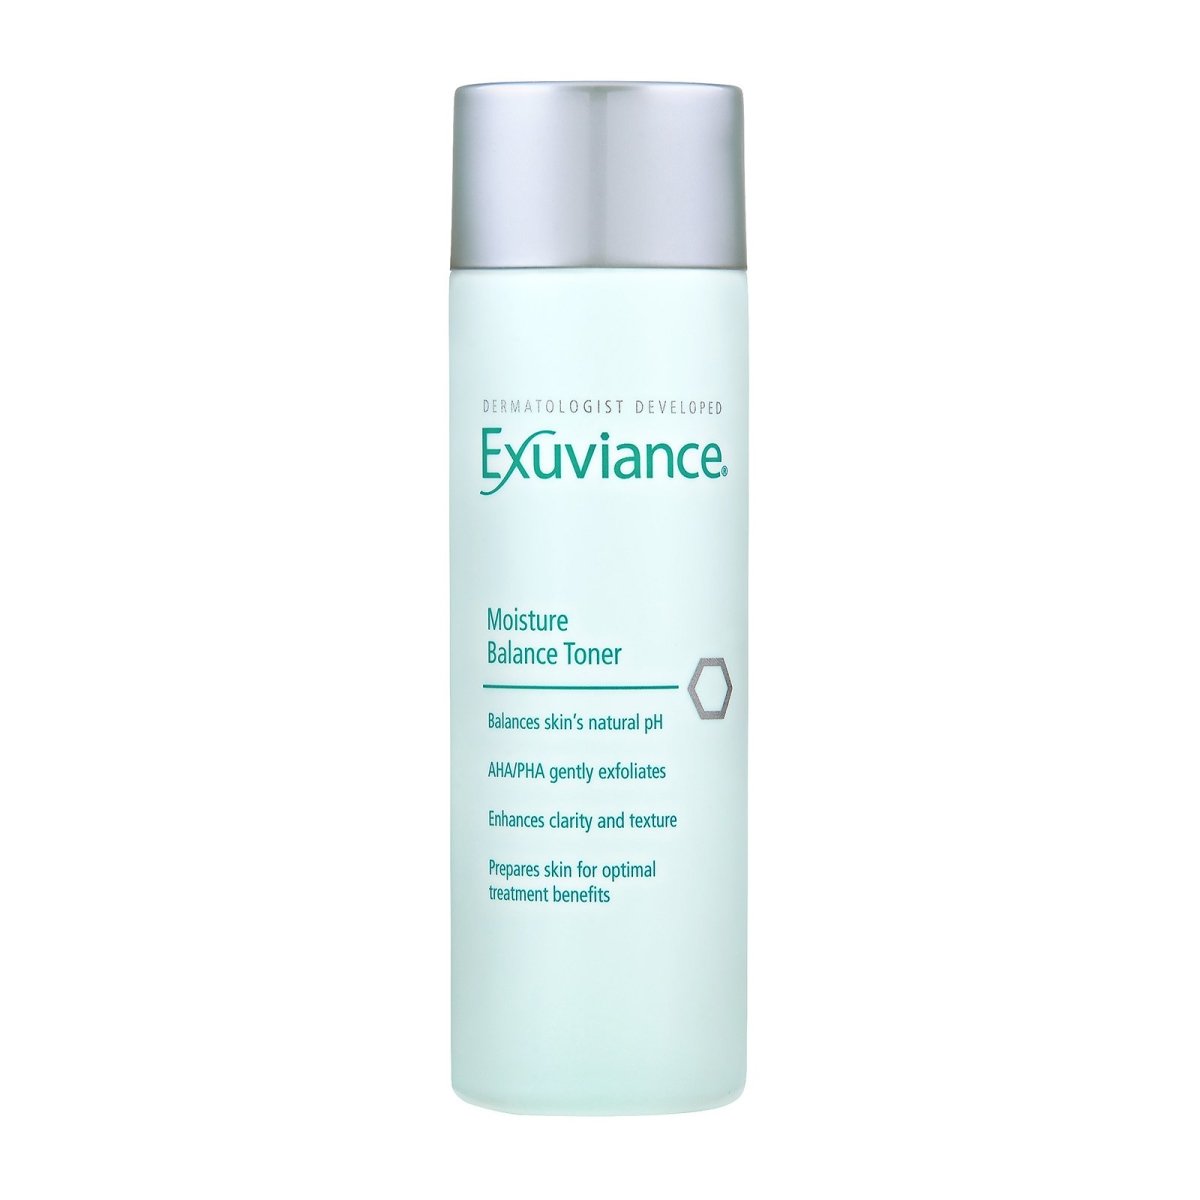 DERMATOLOGIST DEVELOPED
Exuviance®
Moisture
Balance Toner
Balances skin's natural pH
AHA/PHA gently exfoliates
Enhances clarity and texture
Prepares skin for optimal
treatment benefits